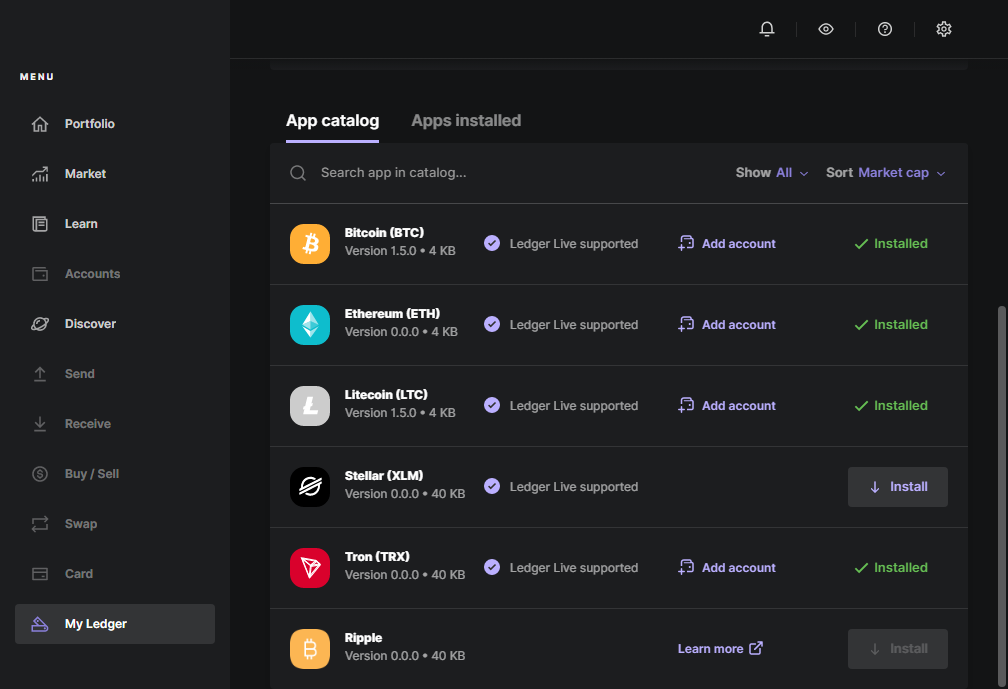 MENU
Portfolio
Market
Learn
Accounts
Discover
Send
Receive
Buy / Sell
Swap
Card
My Ledger
App catalog Apps installed
Search app in catalog... Show All Sort Market cap
Bitcoin (BTC)
Version 1.5.0 • 4 KB Ledger Live supported Add account Installed
Ethereum (ETH)
Version 0.0.0 • 4 KB Ledger Live supported Add account Installed
Litecoin (LTC)
Version 1.5.0 • 4 KB Ledger Live supported Add account Installed
Stellar (XLM)
Version 0.0.0 • 40 KB Ledger Live supported Install
Tron (TRX)
Version 0.0.0 • 40 KB Ledger Live supported Add account Installed
Ripple
Version 0.0.0 • 40 KB Learn more Install